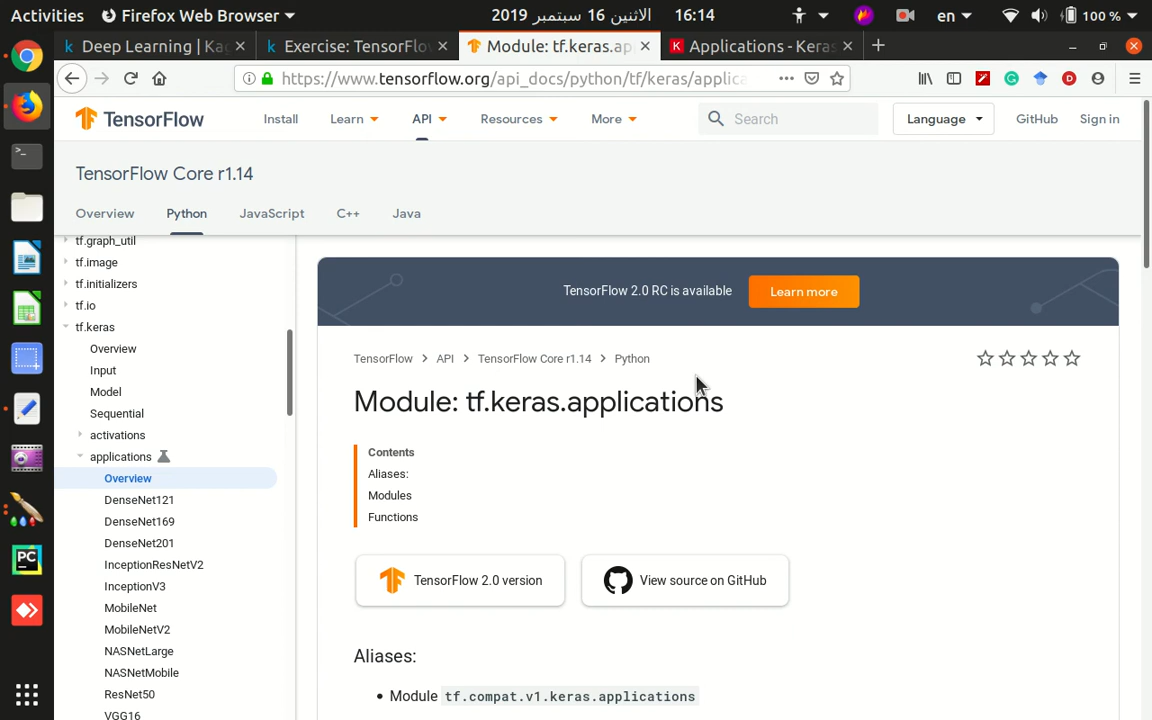 Activities Firefox Web Browser الاثنين 16 سبتمبر 2019 16:14 en 100 %
Deep Learning | Ka
Exercise: TensorFlo
Module: tf.keras.ap
Applications - Keras
https://www.tensorflow.org/api_docs/python/tf/keras/applica
TensorFlow Install Learn API Resources More Search Language GitHub Sign in
TensorFlow Core r1.14
Overview Python JavaScript C++ Java
tf.graph_util
tf.image
tf.initializers
tf.io
tf.keras
Overview
Input
Model
Sequential
activations
applications
Overview
DenseNet121
DenseNet169
DenseNet201
InceptionResNetV2
InceptionV3
MobileNet
MobileNetV2
NASNetLarge
NASNetMobile
ResNet50
VGG16
TensorFlow 2.0 RC is available Learn more
TensorFlow > API > TensorFlow Core r1.14 > Python
Module: tf.keras.applications
Contents
Aliases:
Modules
Functions
TensorFlow 2.0 version
View source on GitHub
Aliases:
• Module tf.compat.v1.keras.applications